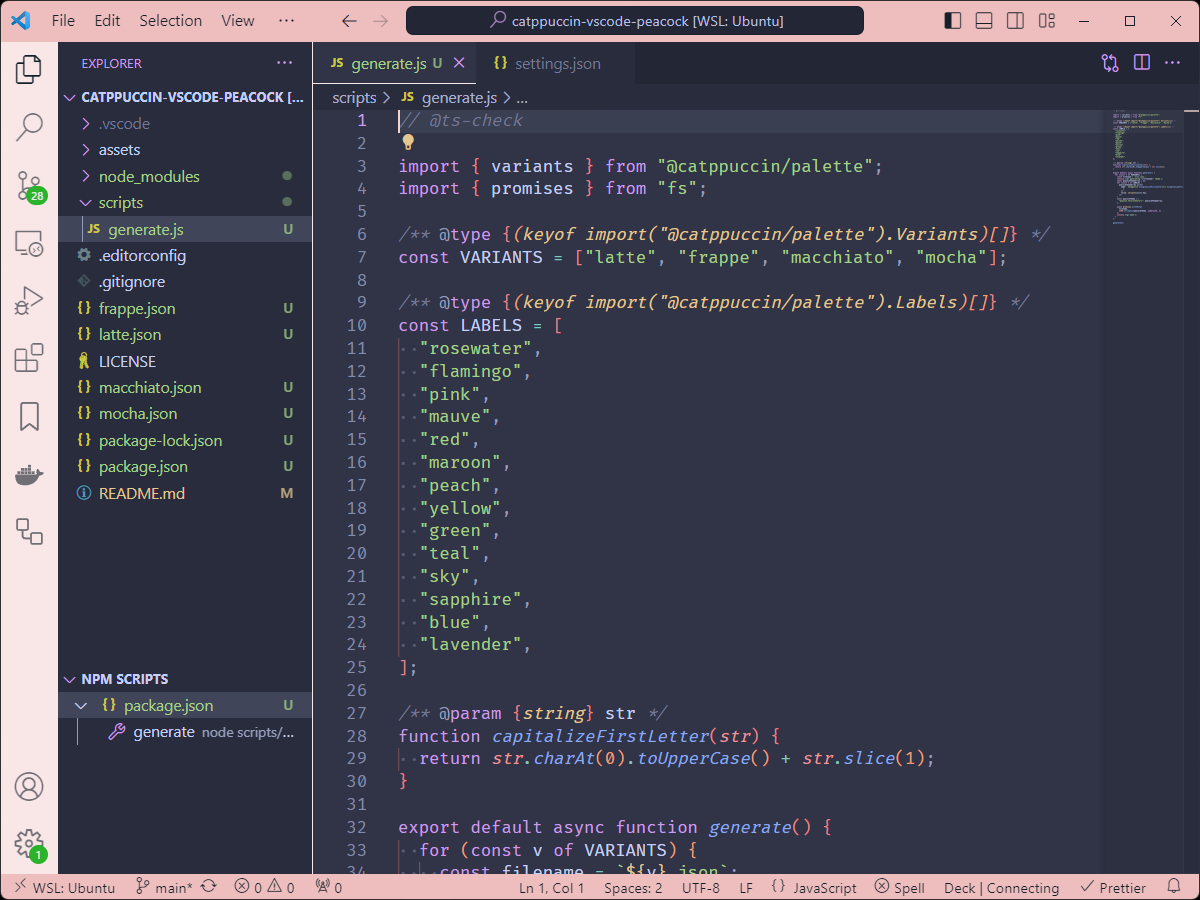 File Edit Selection View ···
catppuccin-vscode-peacock [WSL: Ubuntu]
EXPLORER ···
CATPPUCCIN-VSCODE-PEACOCK [...
.vscode
assets
node_modules
scripts
JS generate.js U
.editorconfig
.gitignore
{} frappe.json U
{} latte.json U
LICENSE
{} macchiato.json U
{} mocha.json U
{} package-lock.json U
{} package.json U
README.md M
NPM SCRIPTS
{} package.json U
generate node scripts/...
28
1
JS generate.js U
{} settings.json
scripts > JS generate.js > ...
1 // @ts-check
2
3 import { variants } from "@catppuccin/palette";
4 import { promises } from "fs";
5
6 /** @type {(keyof import("@catppuccin/palette").Variants)[]} */
7 const VARIANTS = ["latte", "frappe", "macchiato", "mocha"];
8
9 /** @type {(keyof import("@catppuccin/palette").Labels)[]} */
10 const LABELS = [
11 ··"rosewater",
12 ··"flamingo",
13 ··"pink",
14 ··"mauve",
15 ··"red",
16 ··"maroon",
17 ··"peach",
18 ··"yellow",
19 ··"green",
20 ··"teal",
21 ··"sky",
22 ··"sapphire",
23 ··"blue",
24 ··"lavender",
25 ];
26
27 /** @param {string} str */
28 function capitalizeFirstLetter(str) {
29 ··return str.charAt(0).toUpperCase() + str.slice(1);
30 }
31
32 export default async function generate() {
33 ··for (const v of VARIANTS) {
34 ····const filename = `${v}.json`;
WSL: Ubuntu main* 0 0 0 Ln 1, Col 1 Spaces: 2 UTF-8 LF {} JavaScript Spell Deck | Connecting Prettier